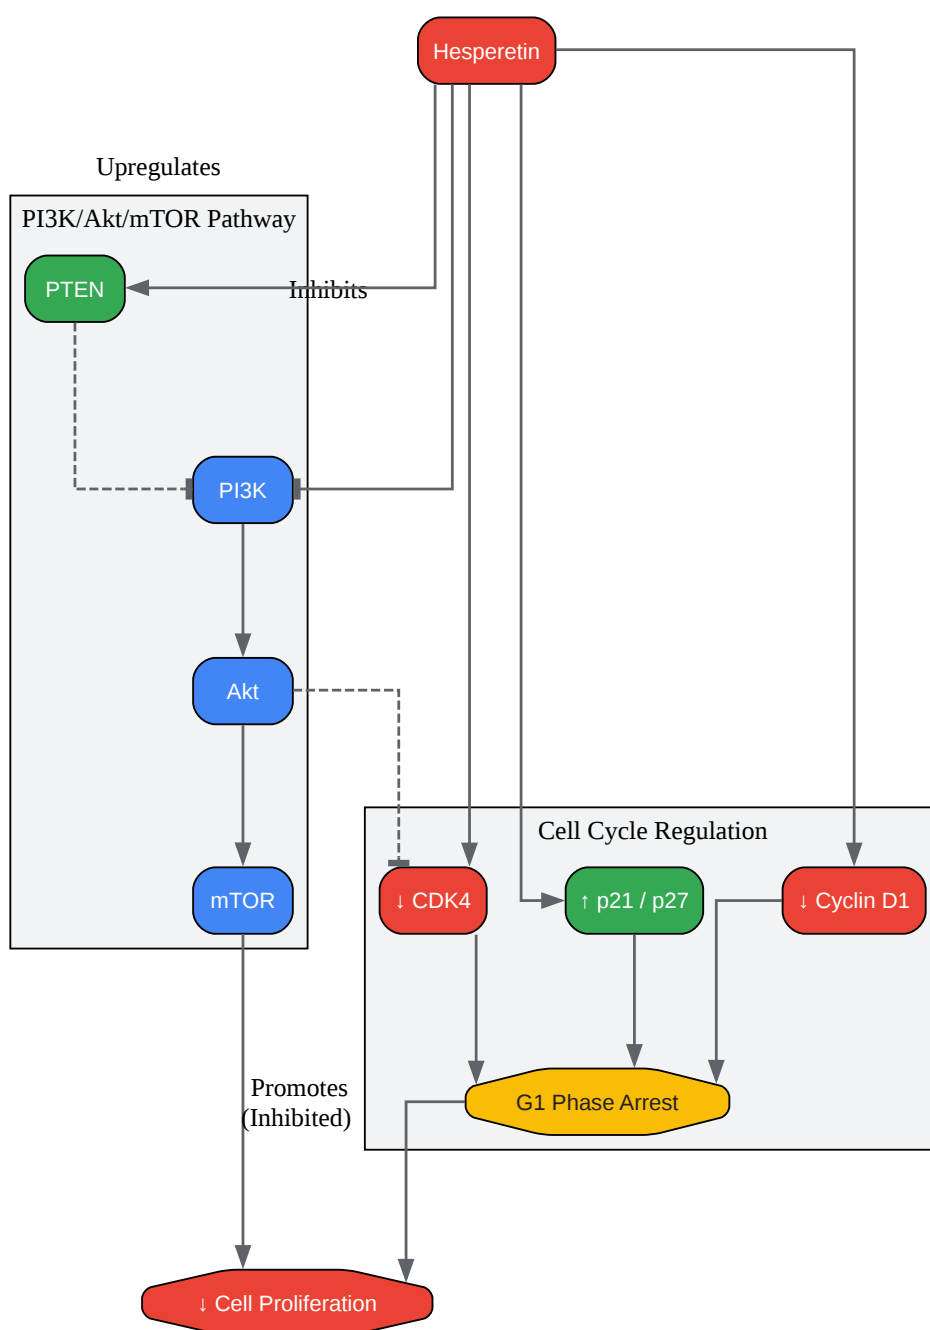 Hesperetin
Upregulates
PI3K/Akt/mTOR Pathway
PTEN
Inhibits
PI3K
Akt
Cell Cycle Regulation
mTOR
↓ CDK4
↑ p21 / p27
↓ Cyclin D1
Promotes
(Inhibited)
G1 Phase Arrest
↓ Cell Proliferation